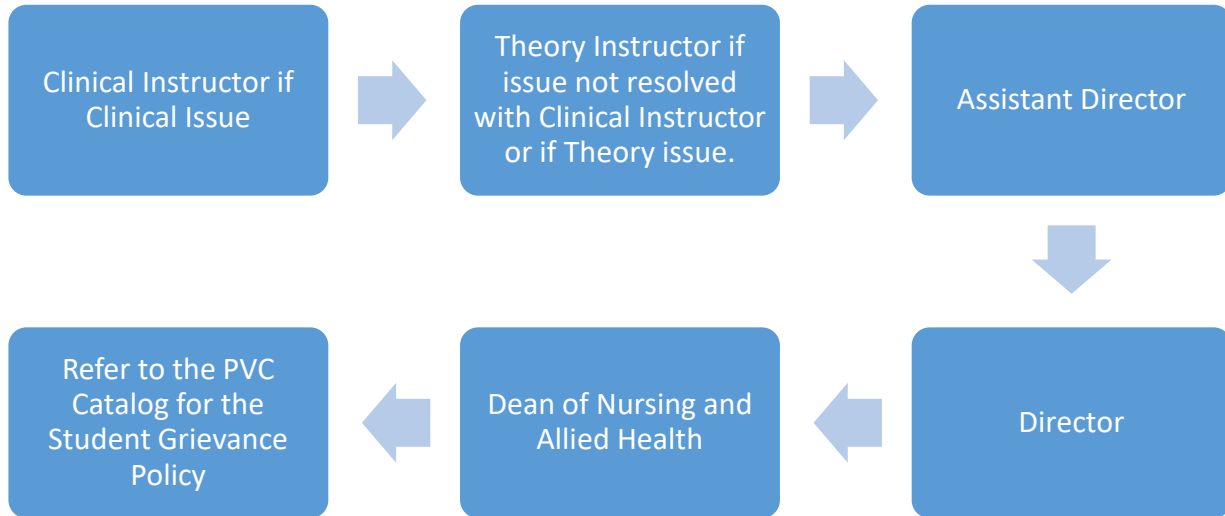 Clinical Instructor if
Clinical Issue
Theory Instructor if
issue not resolved
with Clinical Instructor
or if Theory issue.
Assistant Director
Director
Dean of Nursing and
Allied Health
Refer to the PVC
Catalog for the
Student Grievance
Policy